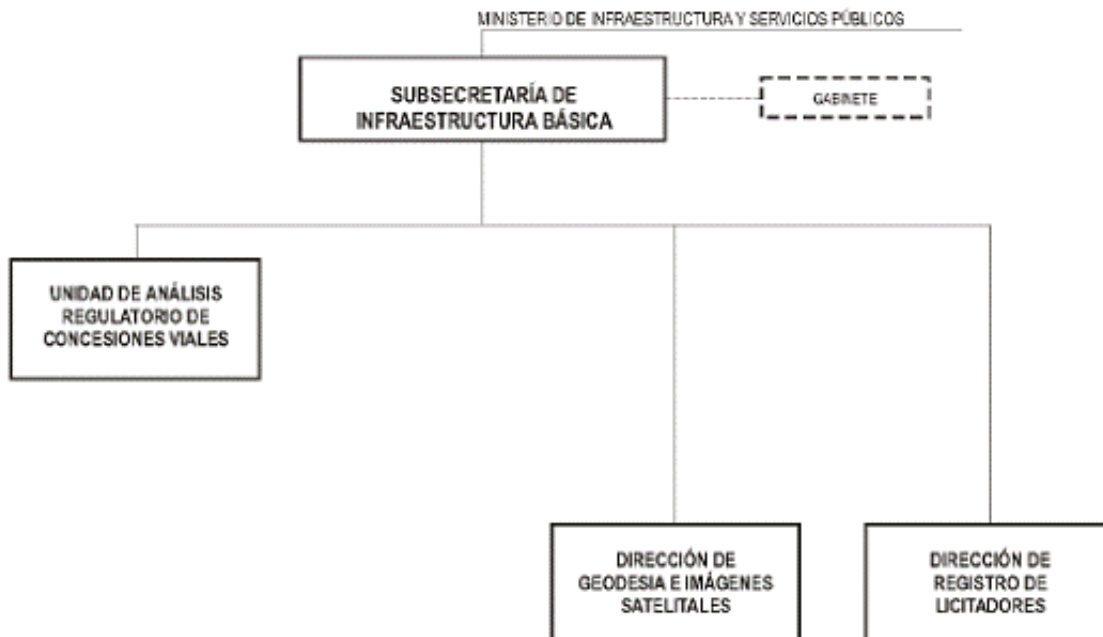 MINISTERIO DE INFRAESTRUCTURA Y SERVICIOS PÚBLICOS
SUBSECRETARÍA DE
INFRAESTRUCTURA BÁSICA
GABINETE
UNIDAD DE ANÁLISIS
REGULATORIO DE
CONCESIONES VIALES
DIRECCIÓN DE
GEODESIA E IMÁGENES
SATELITALES
DIRECCIÓN DE
REGISTRO DE
LICITADORES